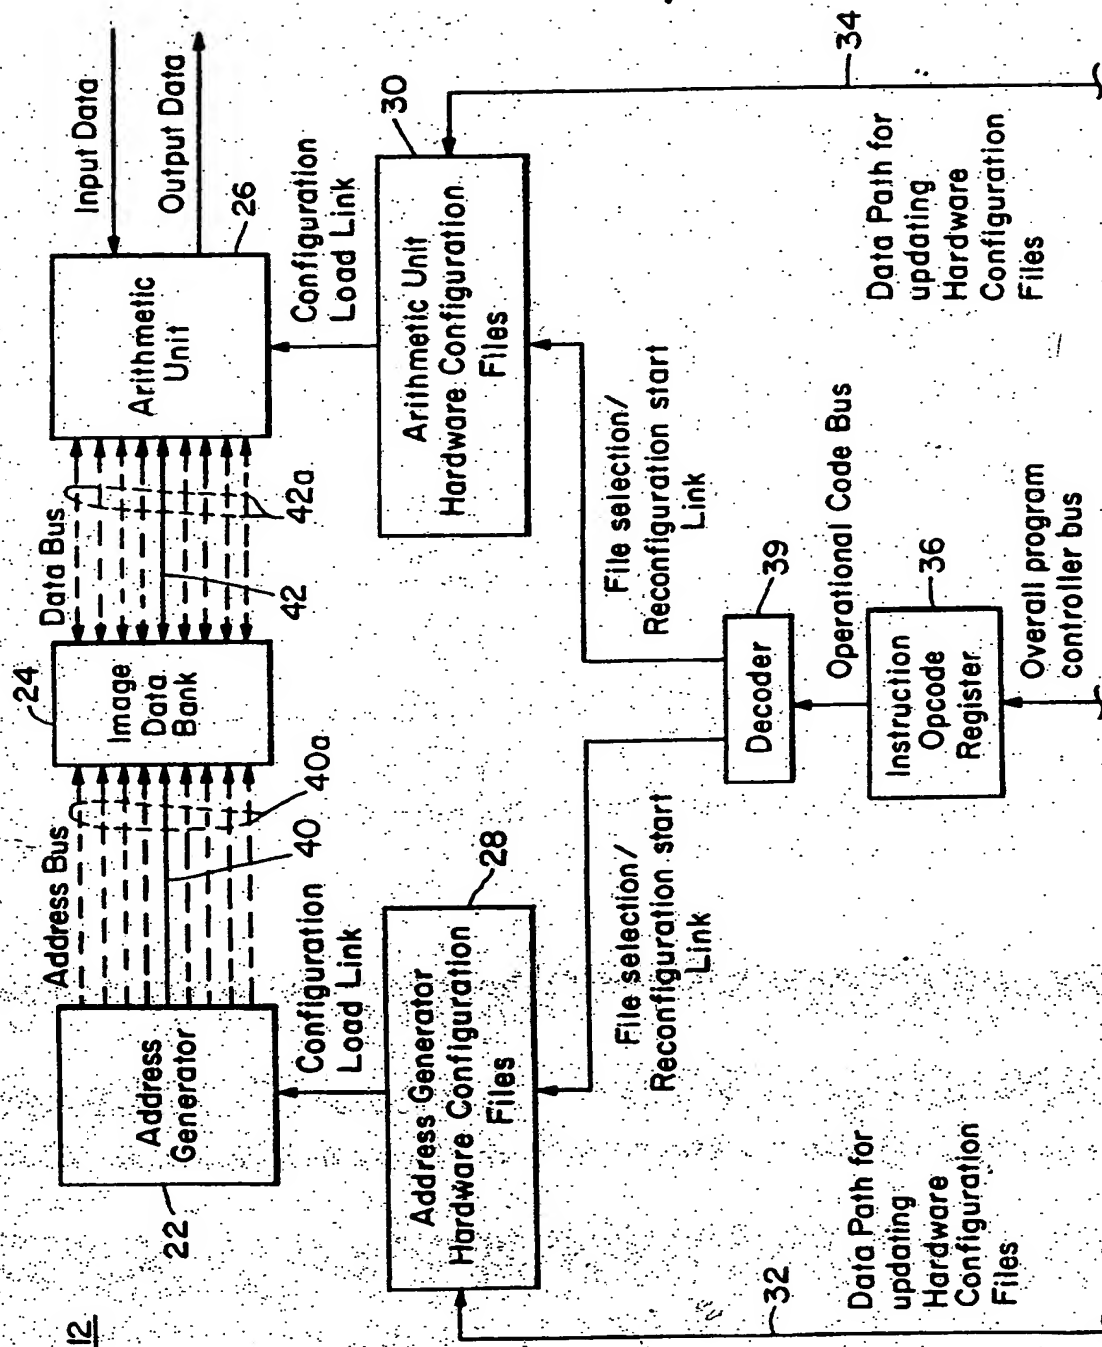 12
Address
Generator
22
Address Bus
40a
40
24
Image
Data
Bank
Data Bus
42a
42
Arithmetic
Unit
26
Input Data
Output Data
Configuration
Load Link
Configuration
Load Link
Address Generator
Hardware Configuration
Files
28
Arithmetic Unit
Hardware Configuration
Files
30
File selection/
Reconfiguration start
Link
File selection/
Reconfiguration start
Link
Decoder
39
Operational Code Bus
Instruction
Opcode
Register
36
Overall program
controller bus
32
Data Path for
updating
Hardware
Configuration
Files
34
Data Path for
updating
Hardware
Configuration
Files